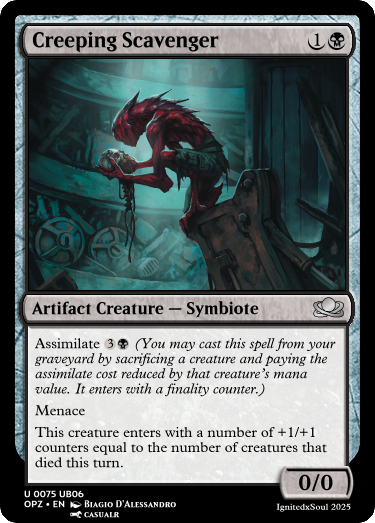 Creeping Scavenger 1
Artifact Creature — Symbiote
Assimilate 3 (You may cast this spell from your
graveyard by sacrificing a creature and paying the
assimilate cost reduced by that creature's mana
value. It enters with a finality counter.)
Menace
This creature enters with a number of +1/+1
counters equal to the number of creatures that
died this turn.
0/0
U 0075 UB06
OPZ • EN Biagio D'Alessandro
CASUALR
IgnitedxSoul 2025